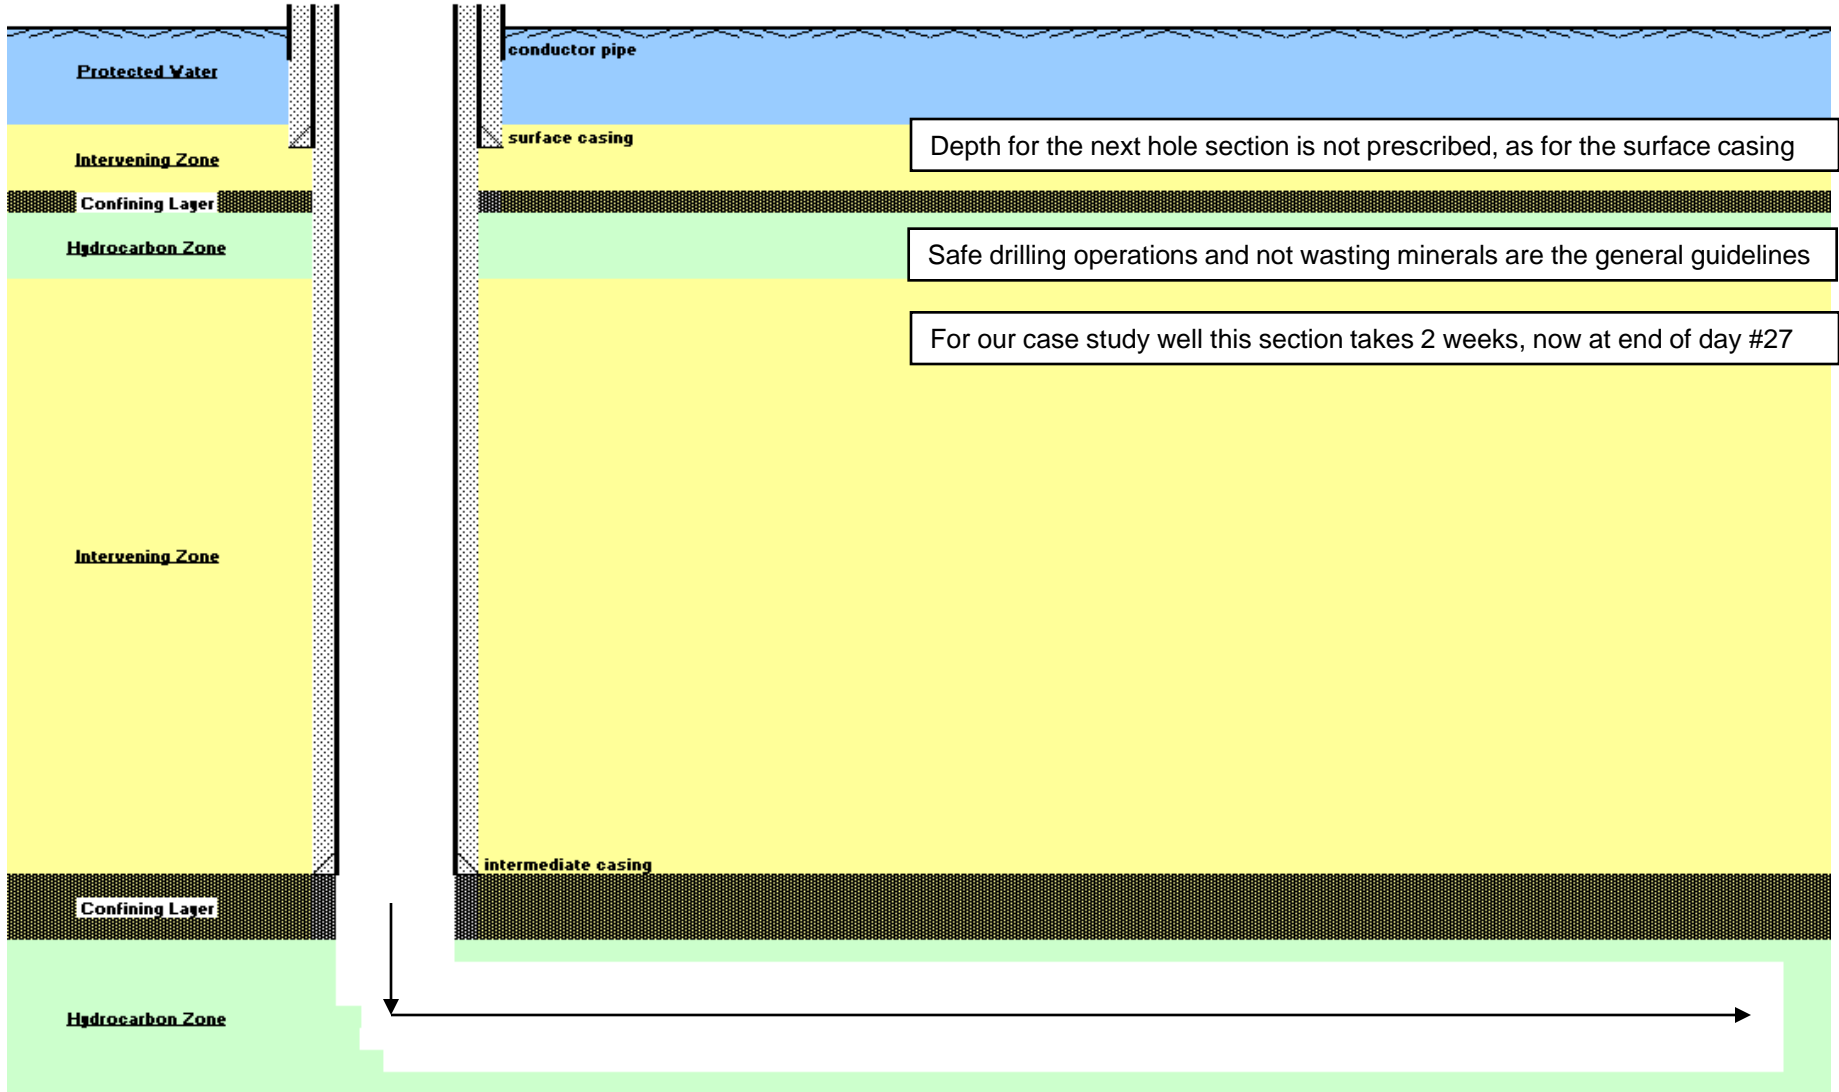 conductor pipe
Protected Water
surface casing
Depth for the next hole section is not prescribed, as for the surface casing
Intervening Zone
Confining Layer
Hydrocarbon Zone
Safe drilling operations and not wasting minerals are the general guidelines
For our case study well this section takes 2 weeks, now at end of day #27
Intervening Zone
intermediate casing
Confining Layer
Hydrocarbon Zone